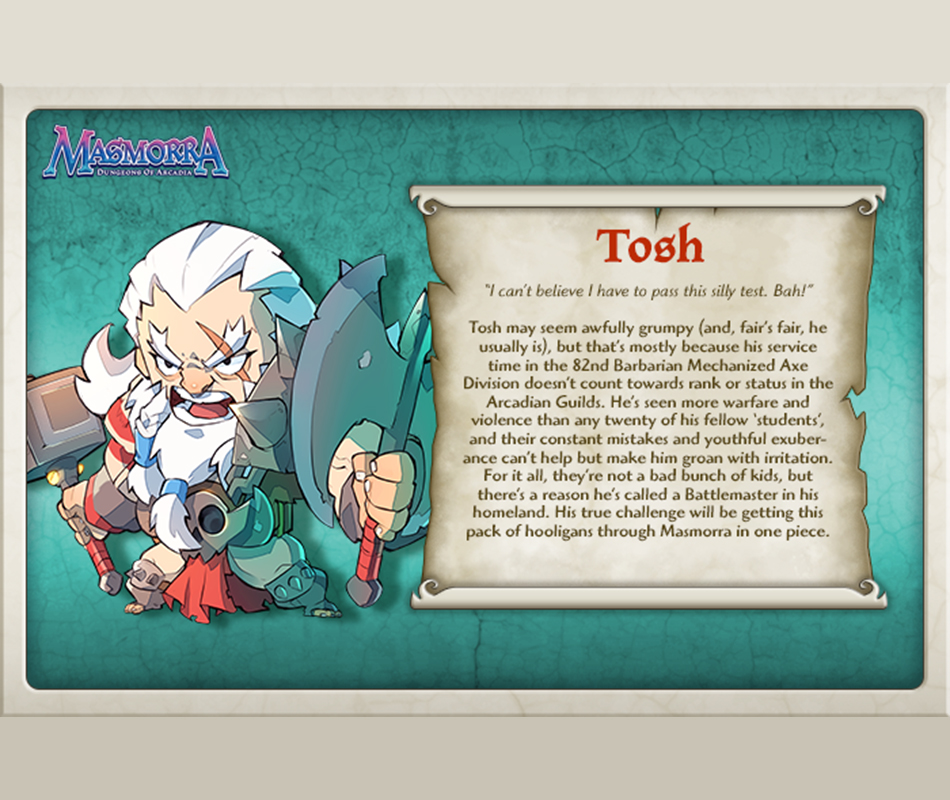 MASMORRA
DUNGEONS OF ARCADIA
Tosh
"I can't believe I have to pass this silly test. Bah!"
Tosh may seem awfully grumpy (and, fair's fair, he
usually is), but that's mostly because his service
time in the 82nd Barbarian Mechanized Axe
Division doesn't count towards rank or status in the
Arcadian Guilds. He's seen more warfare and
violence than any twenty of his fellow 'students',
and their constant mistakes and youthful exuber-
ance can't help but make him groan with irritation.
For it all, they're not a bad bunch of kids, but
there's a reason he's called a Battlemaster in his
homeland. His true challenge will be getting this
pack of hooligans through Masmorra in one piece.